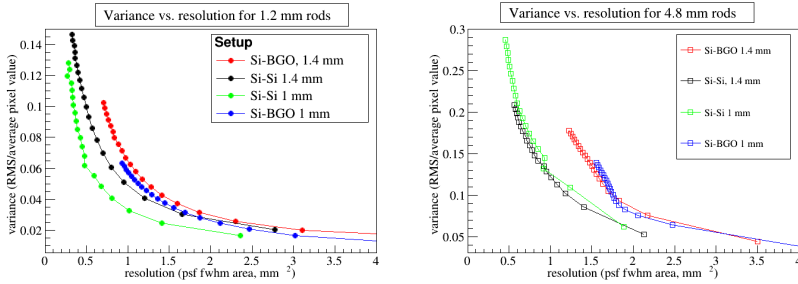 Variance vs. resolution for 1.2 mm rods
variance (RMS/average pixel value)
0.14
0.12
0.1
0.08
0.06
0.04
0.02
Setup
Si-BGO, 1.4 mm
Si-Si 1.4 mm
Si-Si 1 mm
Si-BGO 1 mm
0 0.5 1 1.5 2 2.5 3 3.5 4
resolution (psf fwhm area, mm 2)
Variance vs. resolution for 4.8 mm rods
variance (RMS/average pixel value)
0.3
0.25
0.2
0.15
0.1
0.05
Si-BGO 1.4 mm
Si-Si, 1.4 mm
Si-Si 1 mm
Si-BGO 1 mm
0 0.5 1 1.5 2 2.5 3 3.5 4
resolution (psf fwhm area, mm 2)